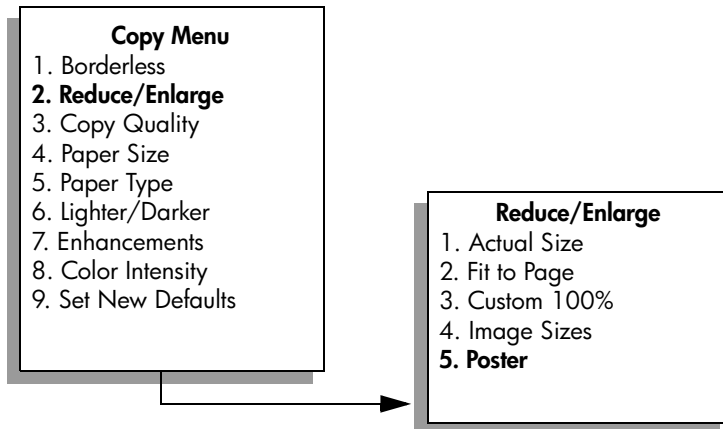 Copy Menu
1. Borderless
2. Reduce/Enlarge
3. Copy Quality
4. Paper Size
5. Paper Type
6. Lighter/Darker
7. Enhancements
8. Color Intensity
9. Set New Defaults
Reduce/Enlarge
1. Actual Size
2. Fit to Page
3. Custom 100%
4. Image Sizes
5. Poster